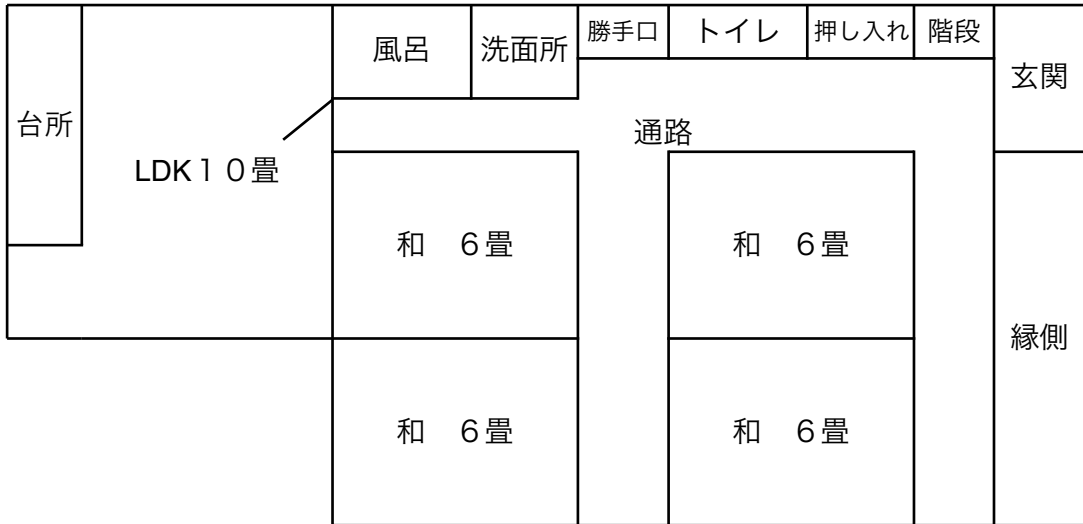 風呂
洗面所
勝手口
トイレ
押し入れ
階段
玄関
台所
通路
LDK１０畳
和　６畳
和　６畳
縁側
和　６畳
和　６畳